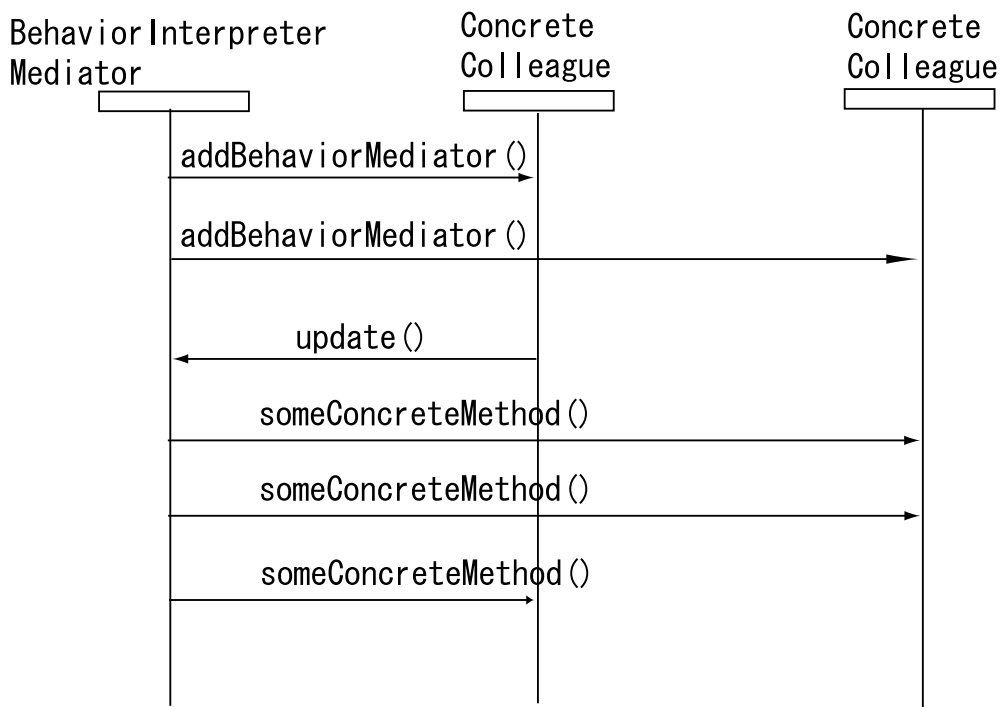 BehaviorInterpreter
Mediator
Concrete
Colleague
Concrete
Colleague
addBehaviorMediator()
addBehaviorMediator()
update()
someConcreteMethod()
someConcreteMethod()
someConcreteMethod()